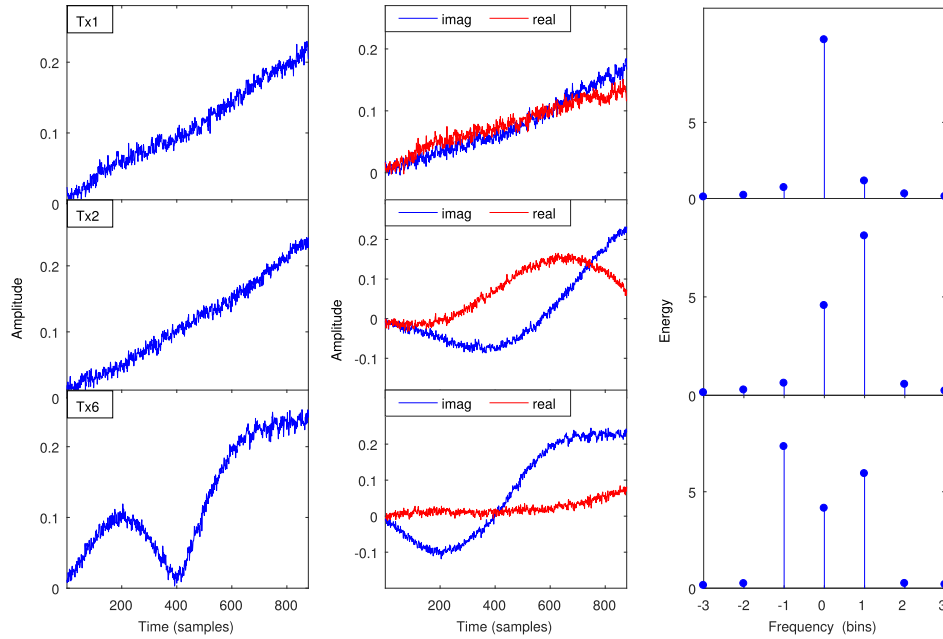 Tx1
0.2
0.1
0
imag real
0.2
0.1
0
5
0
Tx2
0.2
0.1
0
Amplitude
imag real
0.2
0.1
0
-0.1
Amplitude
5
0
Energy
Tx6
0.2
0.1
0
200 400 600 800
Time (samples)
imag real
0.2
0.1
0
-0.1
200 400 600 800
Time (samples)
5
0
-3 -2 -1 0 1 2 3
Frequency (bins)